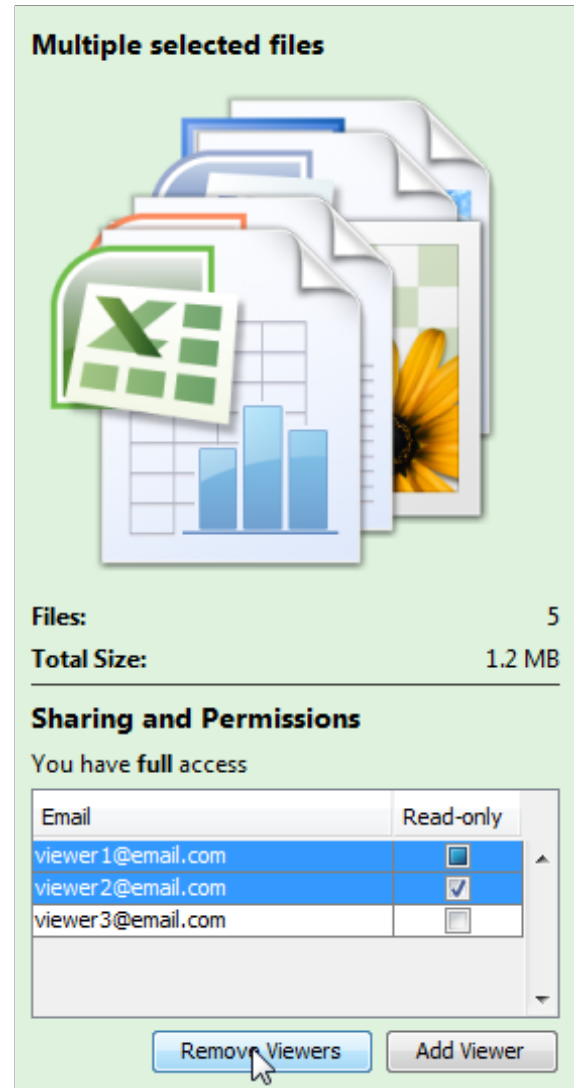 Multiple selected files
Files: 5
Total Size: 1.2 MB
Sharing and Permissions
You have full access
Email Read-only
viewer1@email.com
viewer2@email.com
viewer3@email.com
Remove Viewers Add Viewer